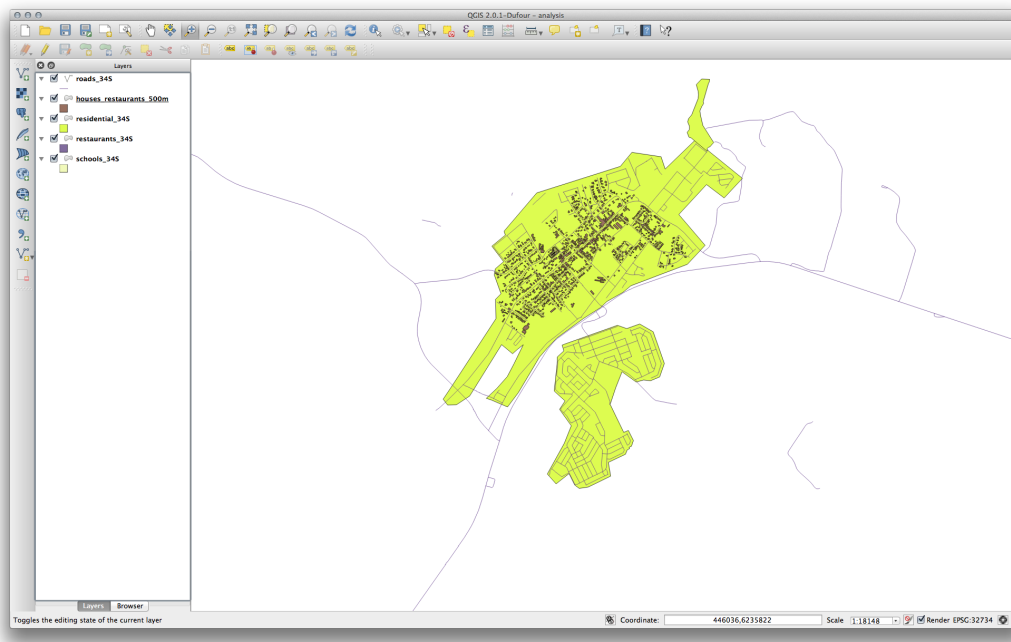 QGIS 2.0.1-Dufour - analysis
Layers
roads_34S
houses_restaurants_500m
residential_34S
restaurants_34S
schools_34S
Layers Browser
Toggles the editing state of the current layer
Coordinate: 446036,6235822 Scale 1:18148 Render EPSG:32734